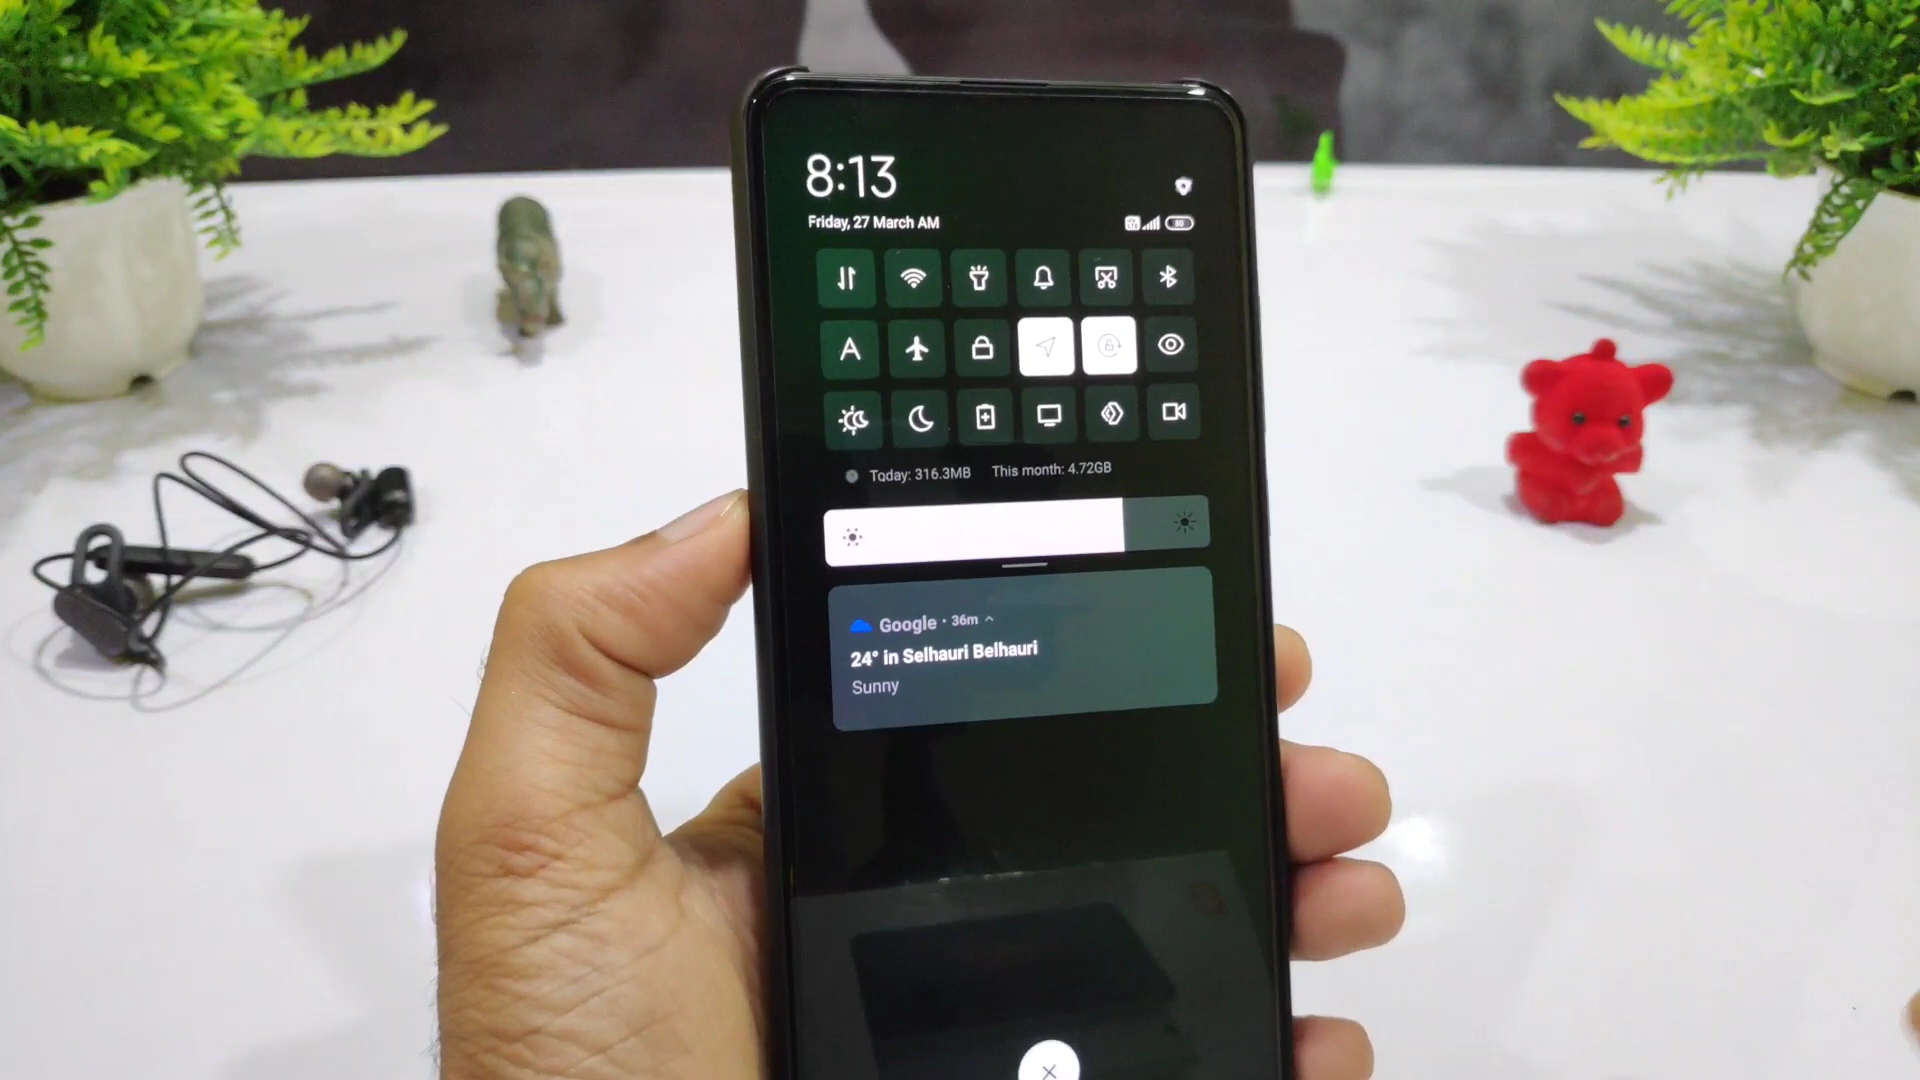 8:13
Friday, 27 March AM
A
Today: 316.3MB This month: 4.72GB
Google · 36m
24° in Selhauri Belhauri
Sunny